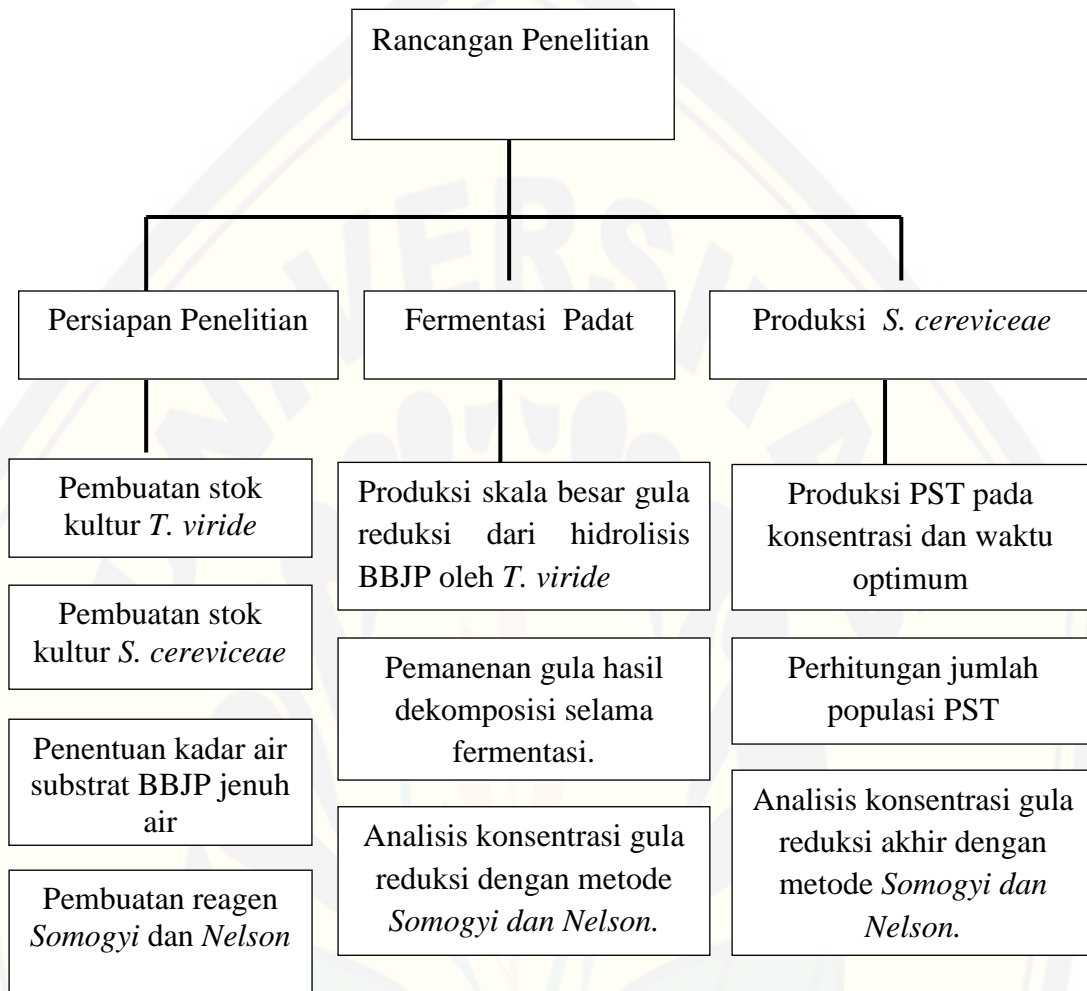 Rancangan Penelitian
Persiapan Penelitian
Fermentasi Padat
Produksi S. cereviceae
Pembuatan stok
kultur T. viride
Pembuatan stok
kultur S. cereviceae
Penentuan kadar air
substrat BBJP jenuh
air
Pembuatan reagen
Somogyi dan Nelson
Produksi skala besar gula
reduksi dari hidrolisis
BBJP oleh T. viride
Pemanenan gula hasil
dekomposisi selama
fermentasi.
Analisis konsentrasi gula
reduksi dengan metode
Somogyi dan Nelson.
Produksi PST pada
konsentrasi dan waktu
optimum
Perhitungan jumlah
populasi PST
Analisis konsentrasi gula
reduksi akhir dengan
metode Somogyi dan
Nelson.